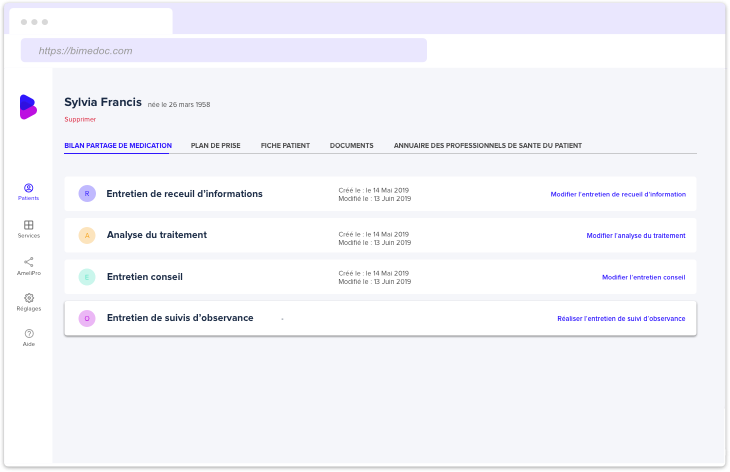 https://bimedoc.com
Sylvia Francis née le 26 mars 1958
Supprimer
BILAN PARTAGE DE MEDICATION PLAN DE PRISE FICHE PATIENT DOCUMENTS ANNUAIRE DES PROFESSIONNELS DE SANTE DU PATIENT
R Entretien de receuil d'informations
Créé le : le 14 Mai 2019
Modifié le : 13 Juin 2019
Modifier l'entretien de recueil d'information
A Analyse du traitement
Créé le : le 14 Mai 2019
Modifié le : 13 Juin 2019
Modifier l'analyse du traitement
E Entretien conseil
Créé le : le 14 Mai 2019
Modifié le : 13 Juin 2019
Modifier l'entretien conseil
O Entretien de suivis d'observance -
Réaliser l'entretien de suivi d'observance
Patients
Services
AmeliPro
Réglages
Aide